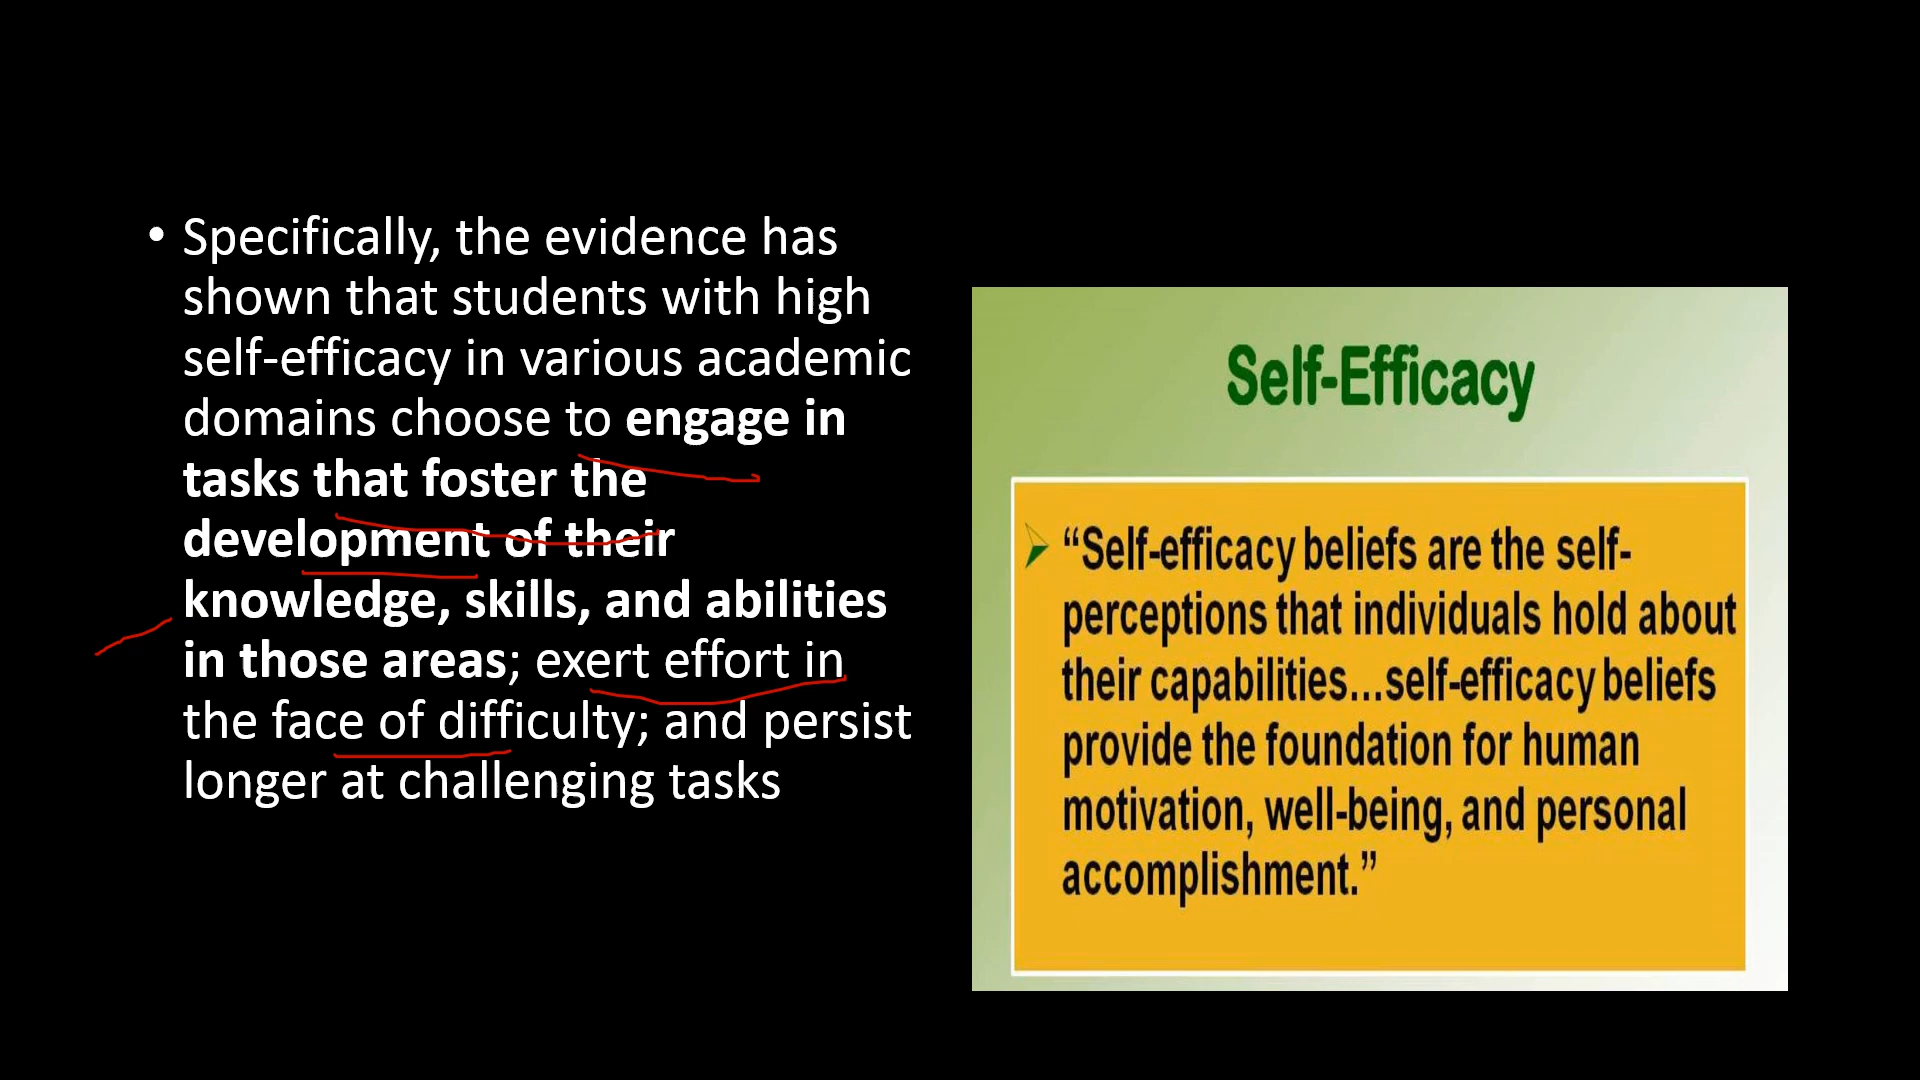 • Specifically, the evidence has
shown that students with high
self-efficacy in various academic
domains choose to engage in
tasks that foster the
development of their
knowledge, skills, and abilities
in those areas; exert effort in
the face of difficulty; and persist
longer at challenging tasks
Self-Efficacy
“Self-efficacy beliefs are the self-
perceptions that individuals hold about
their capabilities...self-efficacy beliefs
provide the foundation for human
motivation, well-being, and personal
accomplishment.”